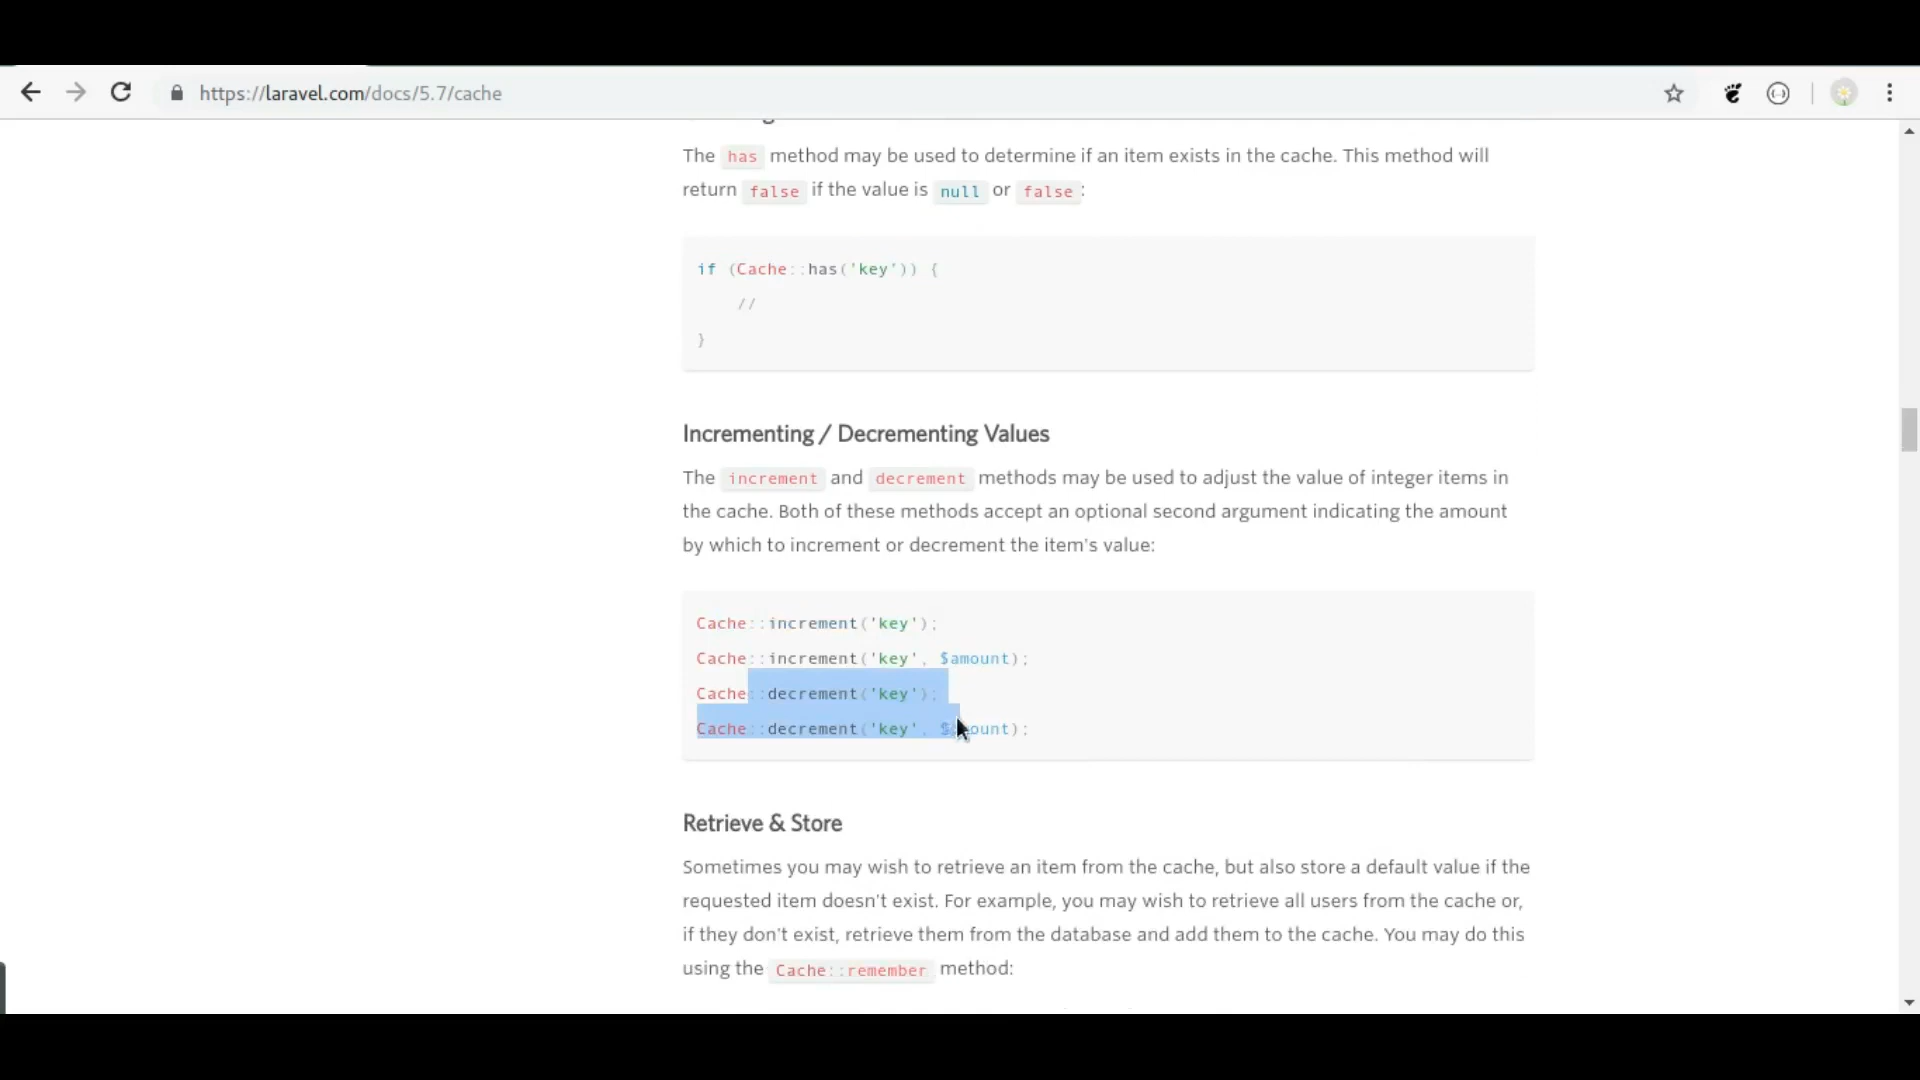 https://laravel.com/docs/5.7/cache
The has method may be used to determine if an item exists in the cache. This method will
return false if the value is null or false:
if (Cache::has('key')) {
//
}
Incrementing / Decrementing Values
The increment and decrement methods may be used to adjust the value of integer items in
the cache. Both of these methods accept an optional second argument indicating the amount
by which to increment or decrement the item's value:
Cache::increment('key');
Cache::increment('key', $amount);
Cache::decrement('key');
Cache::decrement('key', $amount);
Retrieve & Store
Sometimes you may wish to retrieve an item from the cache, but also store a default value if the
requested item doesn't exist. For example, you may wish to retrieve all users from the cache or,
if they don't exist, retrieve them from the database and add them to the cache. You may do this
using the Cache::remember method: